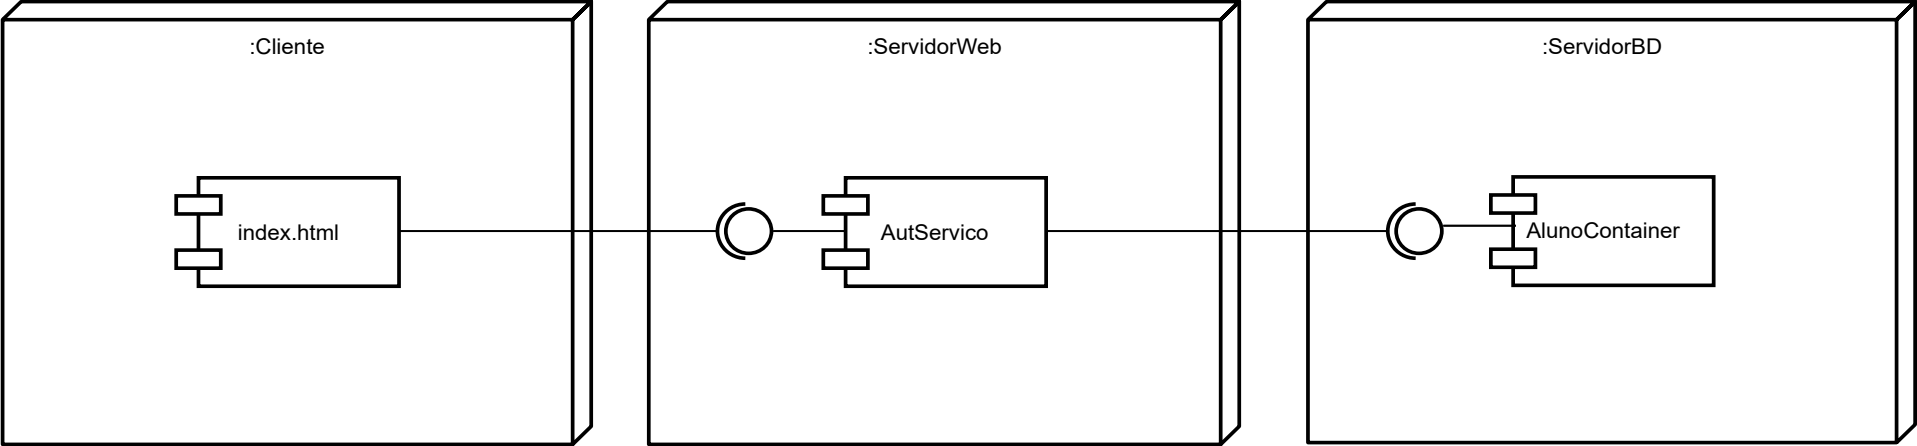 :Cliente
:ServidorWeb
:ServidorBD
index.html
AutServico
AlunoContainer